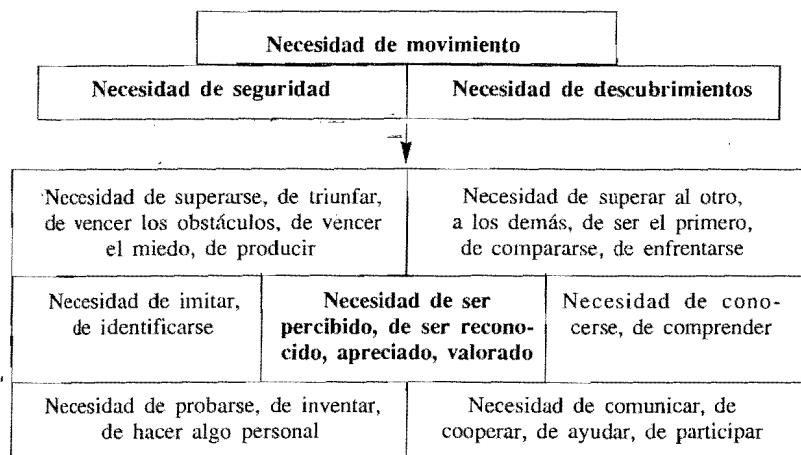 Necesidad de movimiento
Necesidad de seguridad
Necesidad de descubrimientos
Necesidad de superarse, de triunfar,
de vencer los obstáculos, de vencer
el miedo, de producir
Necesidad de superar al otro,
a los demás, de ser el primero,
de compararse, de enfrentarse
Necesidad de imitar,
de identificarse
Necesidad de ser
percibido, de ser recono-
cido, apreciado, valorado
Necesidad de cono-
cerse, de comprender
Necesidad de probarse, de inventar,
de hacer algo personal
Necesidad de comunicar, de
cooperar, de ayudar, de participar